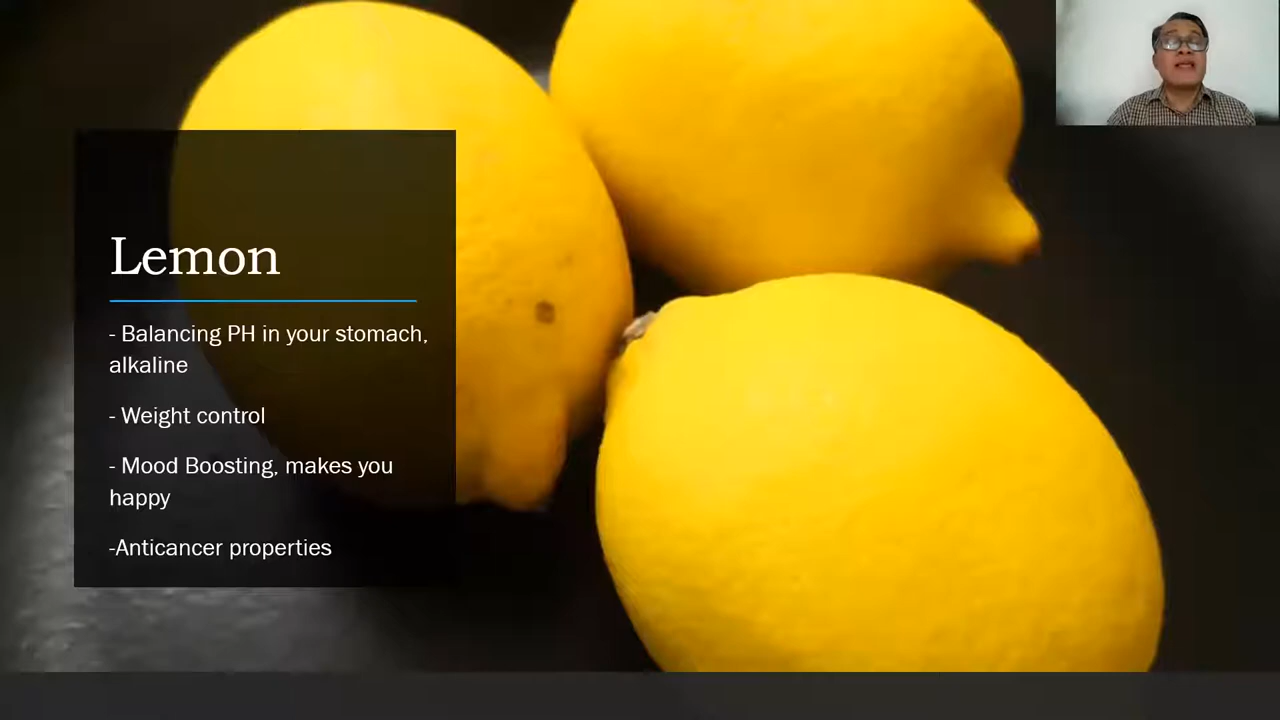 Lemon
- Balancing PH in your stomach,
alkaline
- Weight control
- Mood Boosting, makes you
happy
-Anticancer properties